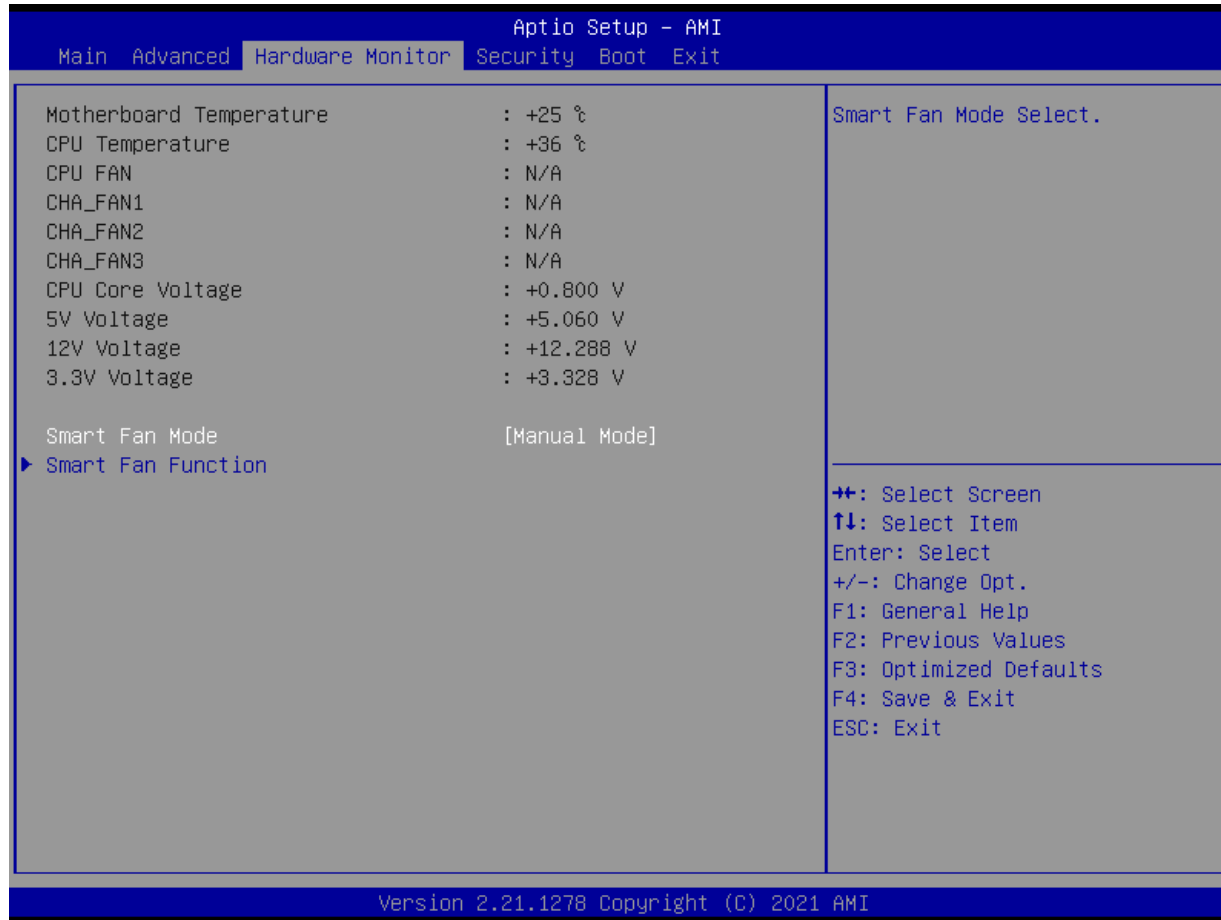 Aptio Setup – AMI
Main Advanced Hardware Monitor Security Boot Exit
Motherboard Temperature : +25 ℃
CPU Temperature : +36 ℃
CPU FAN : N/A
CHA_FAN1 : N/A
CHA_FAN2 : N/A
CHA_FAN3 : N/A
CPU Core Voltage : +0.800 V
5V Voltage : +5.060 V
12V Voltage : +12.288 V
3.3V Voltage : +3.328 V
Smart Fan Mode [Manual Mode]
▶ Smart Fan Function
Smart Fan Mode Select.
→←: Select Screen
↑↓: Select Item
Enter: Select
+/-: Change Opt.
F1: General Help
F2: Previous Values
F3: Optimized Defaults
F4: Save & Exit
ESC: Exit
Version 2.21.1278 Copyright (C) 2021 AMI